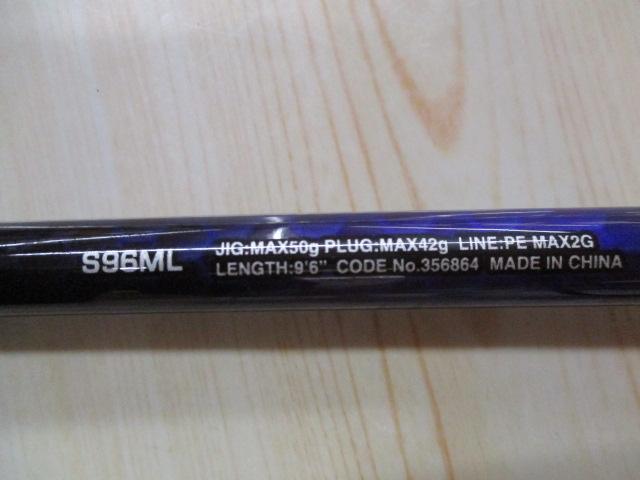 S96ML
JIG:MAX50g PLUG:MAX42g LINE:PE MAX2G
LENGTH:9'6" CODE No.356864 MADE IN CHINA